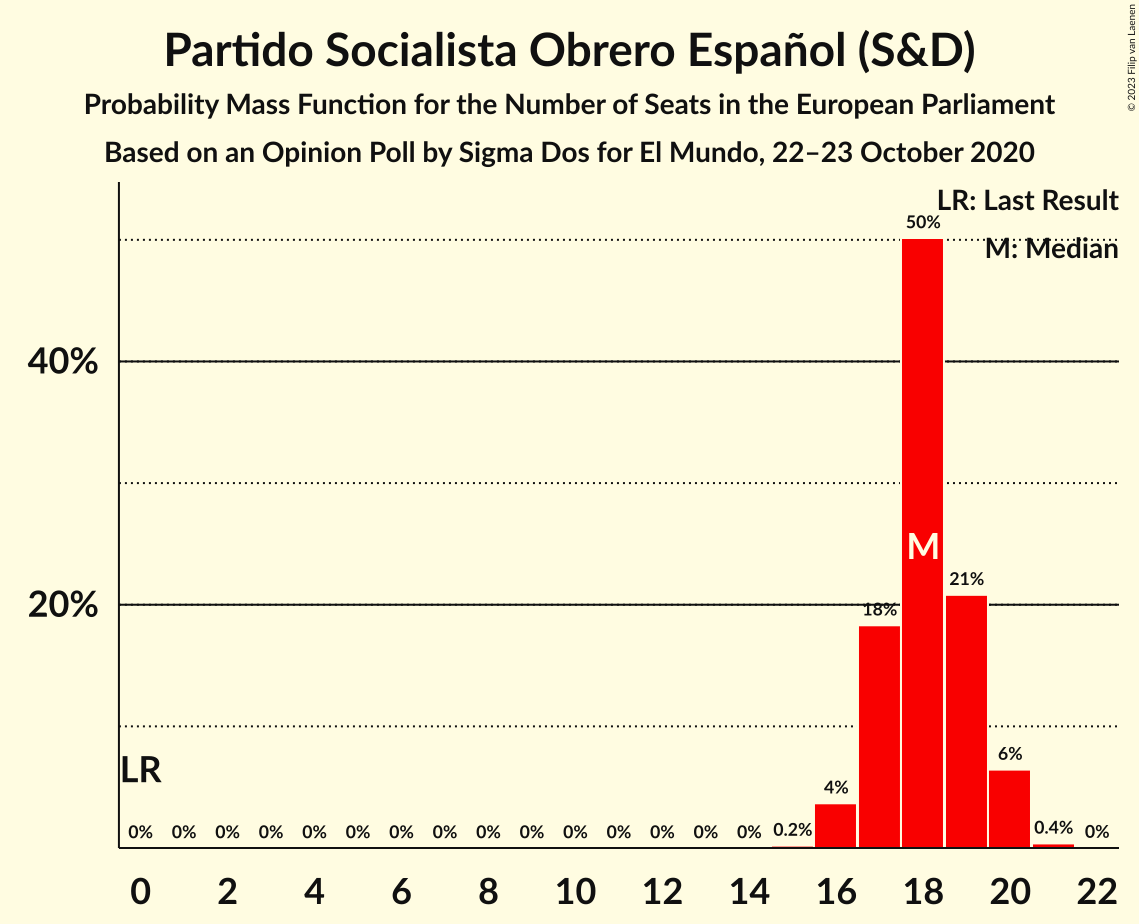 Partido Socialista Obrero Español (S&D)
Probability Mass Function for the Number of Seats in the European Parliament
Based on an Opinion Poll by Sigma Dos for El Mundo, 22–23 October 2020
© 2023 Filip van Laenen
LR: Last Result
M: Median
50%
40%
M
21%
20%
18%
LR
6%
4%
0% 0% 0% 0% 0% 0% 0% 0% 0% 0% 0% 0% 0% 0% 0% 0.2% 0.4% 0%
0 2 4 6 8 10 12 14 16 18 20 22